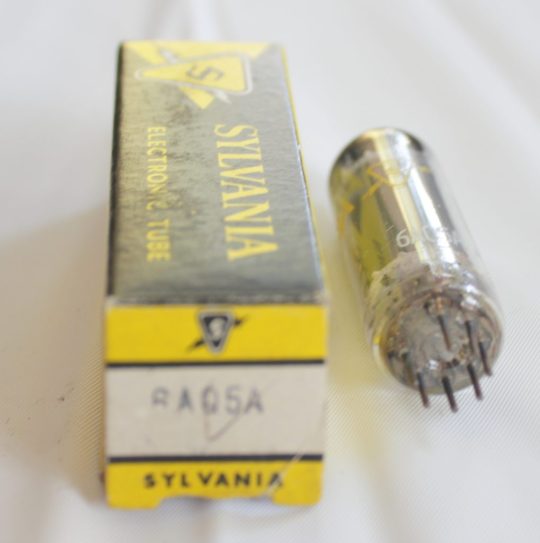 S
SYLVANIA
ELECTRONIC TUBE
S
6AQ5A
SYLVANIA